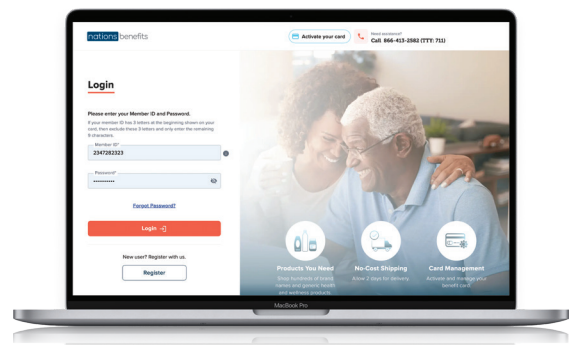 nations benefits
Activate your card
Need assistance?
Call 866-413-2582 (TTY: 711)
Login
Please enter your Member ID and Password.
If your member ID has 3 letters at the beginning shown on your
card, then exclude these 3 letters and only enter the remaining
9 characters.
Member ID*
2347282323
Password*
••••••••••
Forgot Password?
Login
New user? Register with us.
Register
Products You Need
Shop hundreds of brand
names and generic health
and wellness products
No-Cost Shipping
Allow 2 days for delivery
Card Management
Activate and manage your
benefit card
MacBook Pro